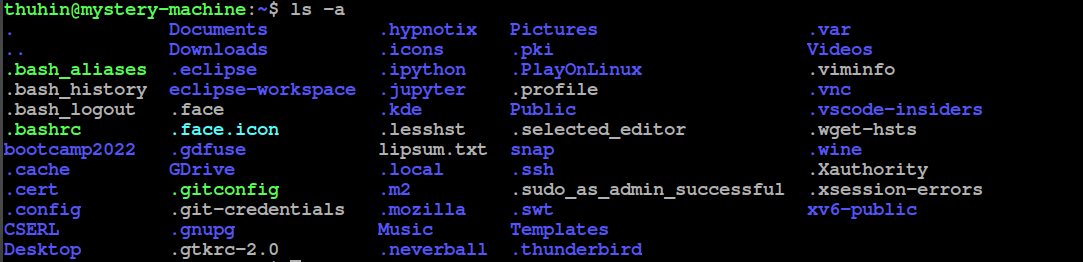 thuhin@mystery-machine:~$ ls -a
. Documents .hypnotix Pictures .var
.. Downloads .icons .pki Videos
.bash_aliases .eclipse .ipython .PlayOnLinux .viminfo
.bash_history eclipse-workspace .jupyter .profile .vnc
.bash_logout .face .kde Public .vscode-insiders
.bashrc .face.icon .lesshst .selected_editor .wget-hsts
bootcamp2022 .gdfuse lipsum.txt snap .wine
.cache GDrive .local .ssh .Xauthority
.cert .gitconfig .m2 .sudo_as_admin_successful .xsession-errors
.config .git-credentials .mozilla .swt xv6-public
CSERL .gnupg Music Templates
Desktop .gtkrc-2.0 .neverball .thunderbird